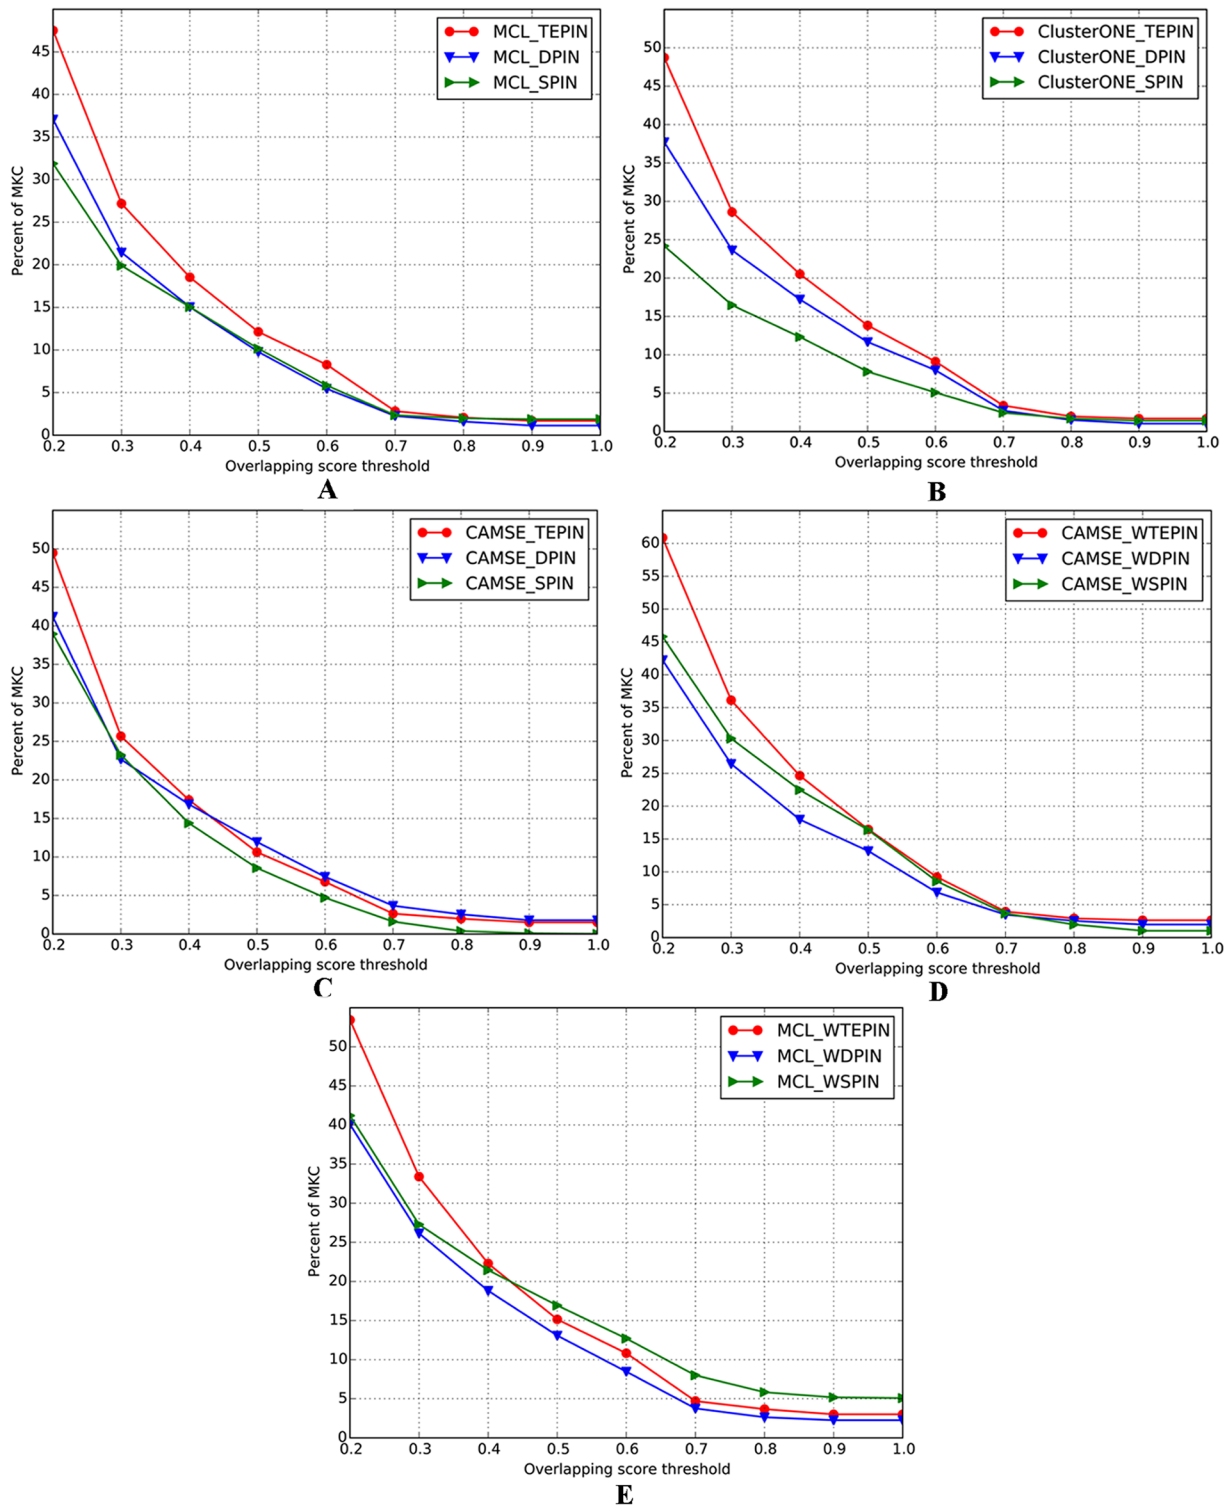 MCL_TEPIN
MCL_DPIN
MCL_SPIN
45
40
35
30
25
20
15
10
5
0
Percent of MKC
0.2 0.3 0.4 0.5 0.6 0.7 0.8 0.9 1.0
Overlapping score threshold
A
ClusterONE_TEPIN
ClusterONE_DPIN
ClusterONE_SPIN
50
45
40
35
30
25
20
15
10
5
0
Percent of MKC
0.2 0.3 0.4 0.5 0.6 0.7 0.8 0.9 1.0
Overlapping score threshold
B
CAMSE_TEPIN
CAMSE_DPIN
CAMSE_SPIN
50
45
40
35
30
25
20
15
10
5
0
Percent of MKC
0.2 0.3 0.4 0.5 0.6 0.7 0.8 0.9 1.0
Overlapping score threshold
C
CAMSE_WTEPIN
CAMSE_WDPIN
CAMSE_WSPIN
60
55
50
45
40
35
30
25
20
15
10
5
0
Percent of MKC
0.2 0.3 0.4 0.5 0.6 0.7 0.8 0.9 1.0
Overlapping score threshold
D
MCL_WTEPIN
MCL_WDPIN
MCL_WSPIN
50
45
40
35
30
25
20
15
10
5
0
Percent of MKC
0.2 0.3 0.4 0.5 0.6 0.7 0.8 0.9 1.0
Overlapping score threshold
E